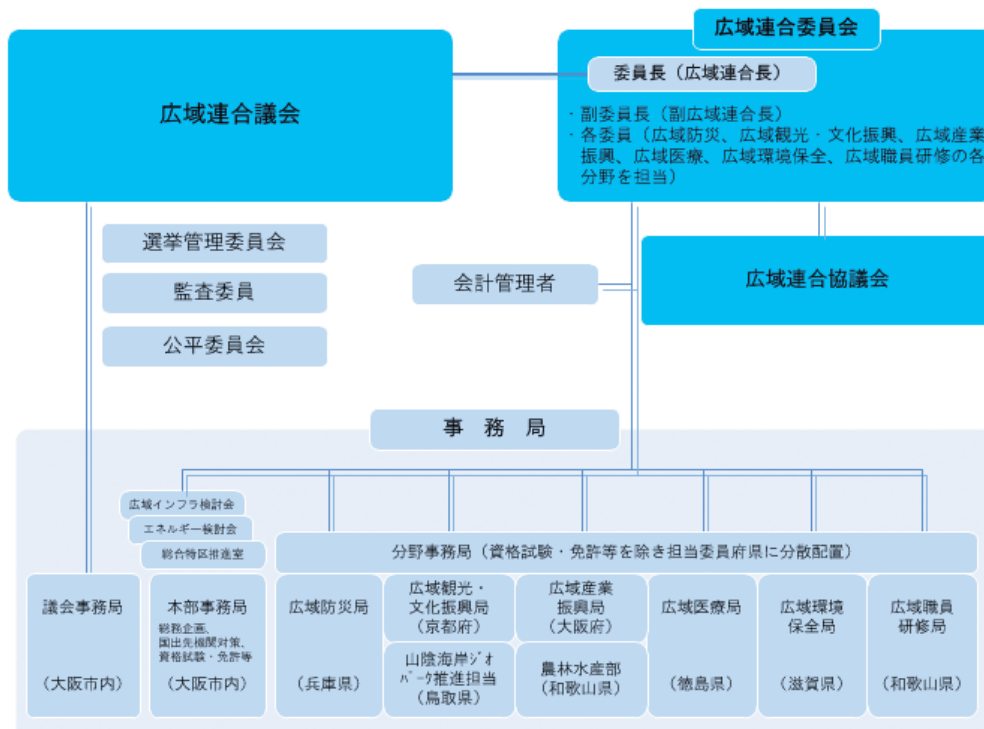 広域連合議会
広域連合委員会
委員長（広域連合長）
・副委員長（副広域連合長）
・各委員（広域防災、広域観光・文化振興、広域産業
振興、広域医療、広域環境保全、広域職員研修の各
分野を担当）
選挙管理委員会
監査委員
公平委員会
会計管理者
広域連合協議会
事　務　局
広域インフラ検討会
エネルギー検討会
総合特区推進室
分野事務局（資格試験・免許等を除き担当委員府県に分散配置）
議会事務局
（大阪市内）
本部事務局
総務企画、
国出先機関対策、
資格試験・免許等
（大阪市内）
広域防災局
（兵庫県）
広域観光・
文化振興局
（京都府）
山陰海岸ｼﾞｵ
ﾊﾟｰｸ推進担当
（鳥取県）
広域産業
振興局
（大阪府）
農林水産部
（和歌山県）
広域医療局
（徳島県）
広域環境
保全局
（滋賀県）
広域職員
研修局
（和歌山県）